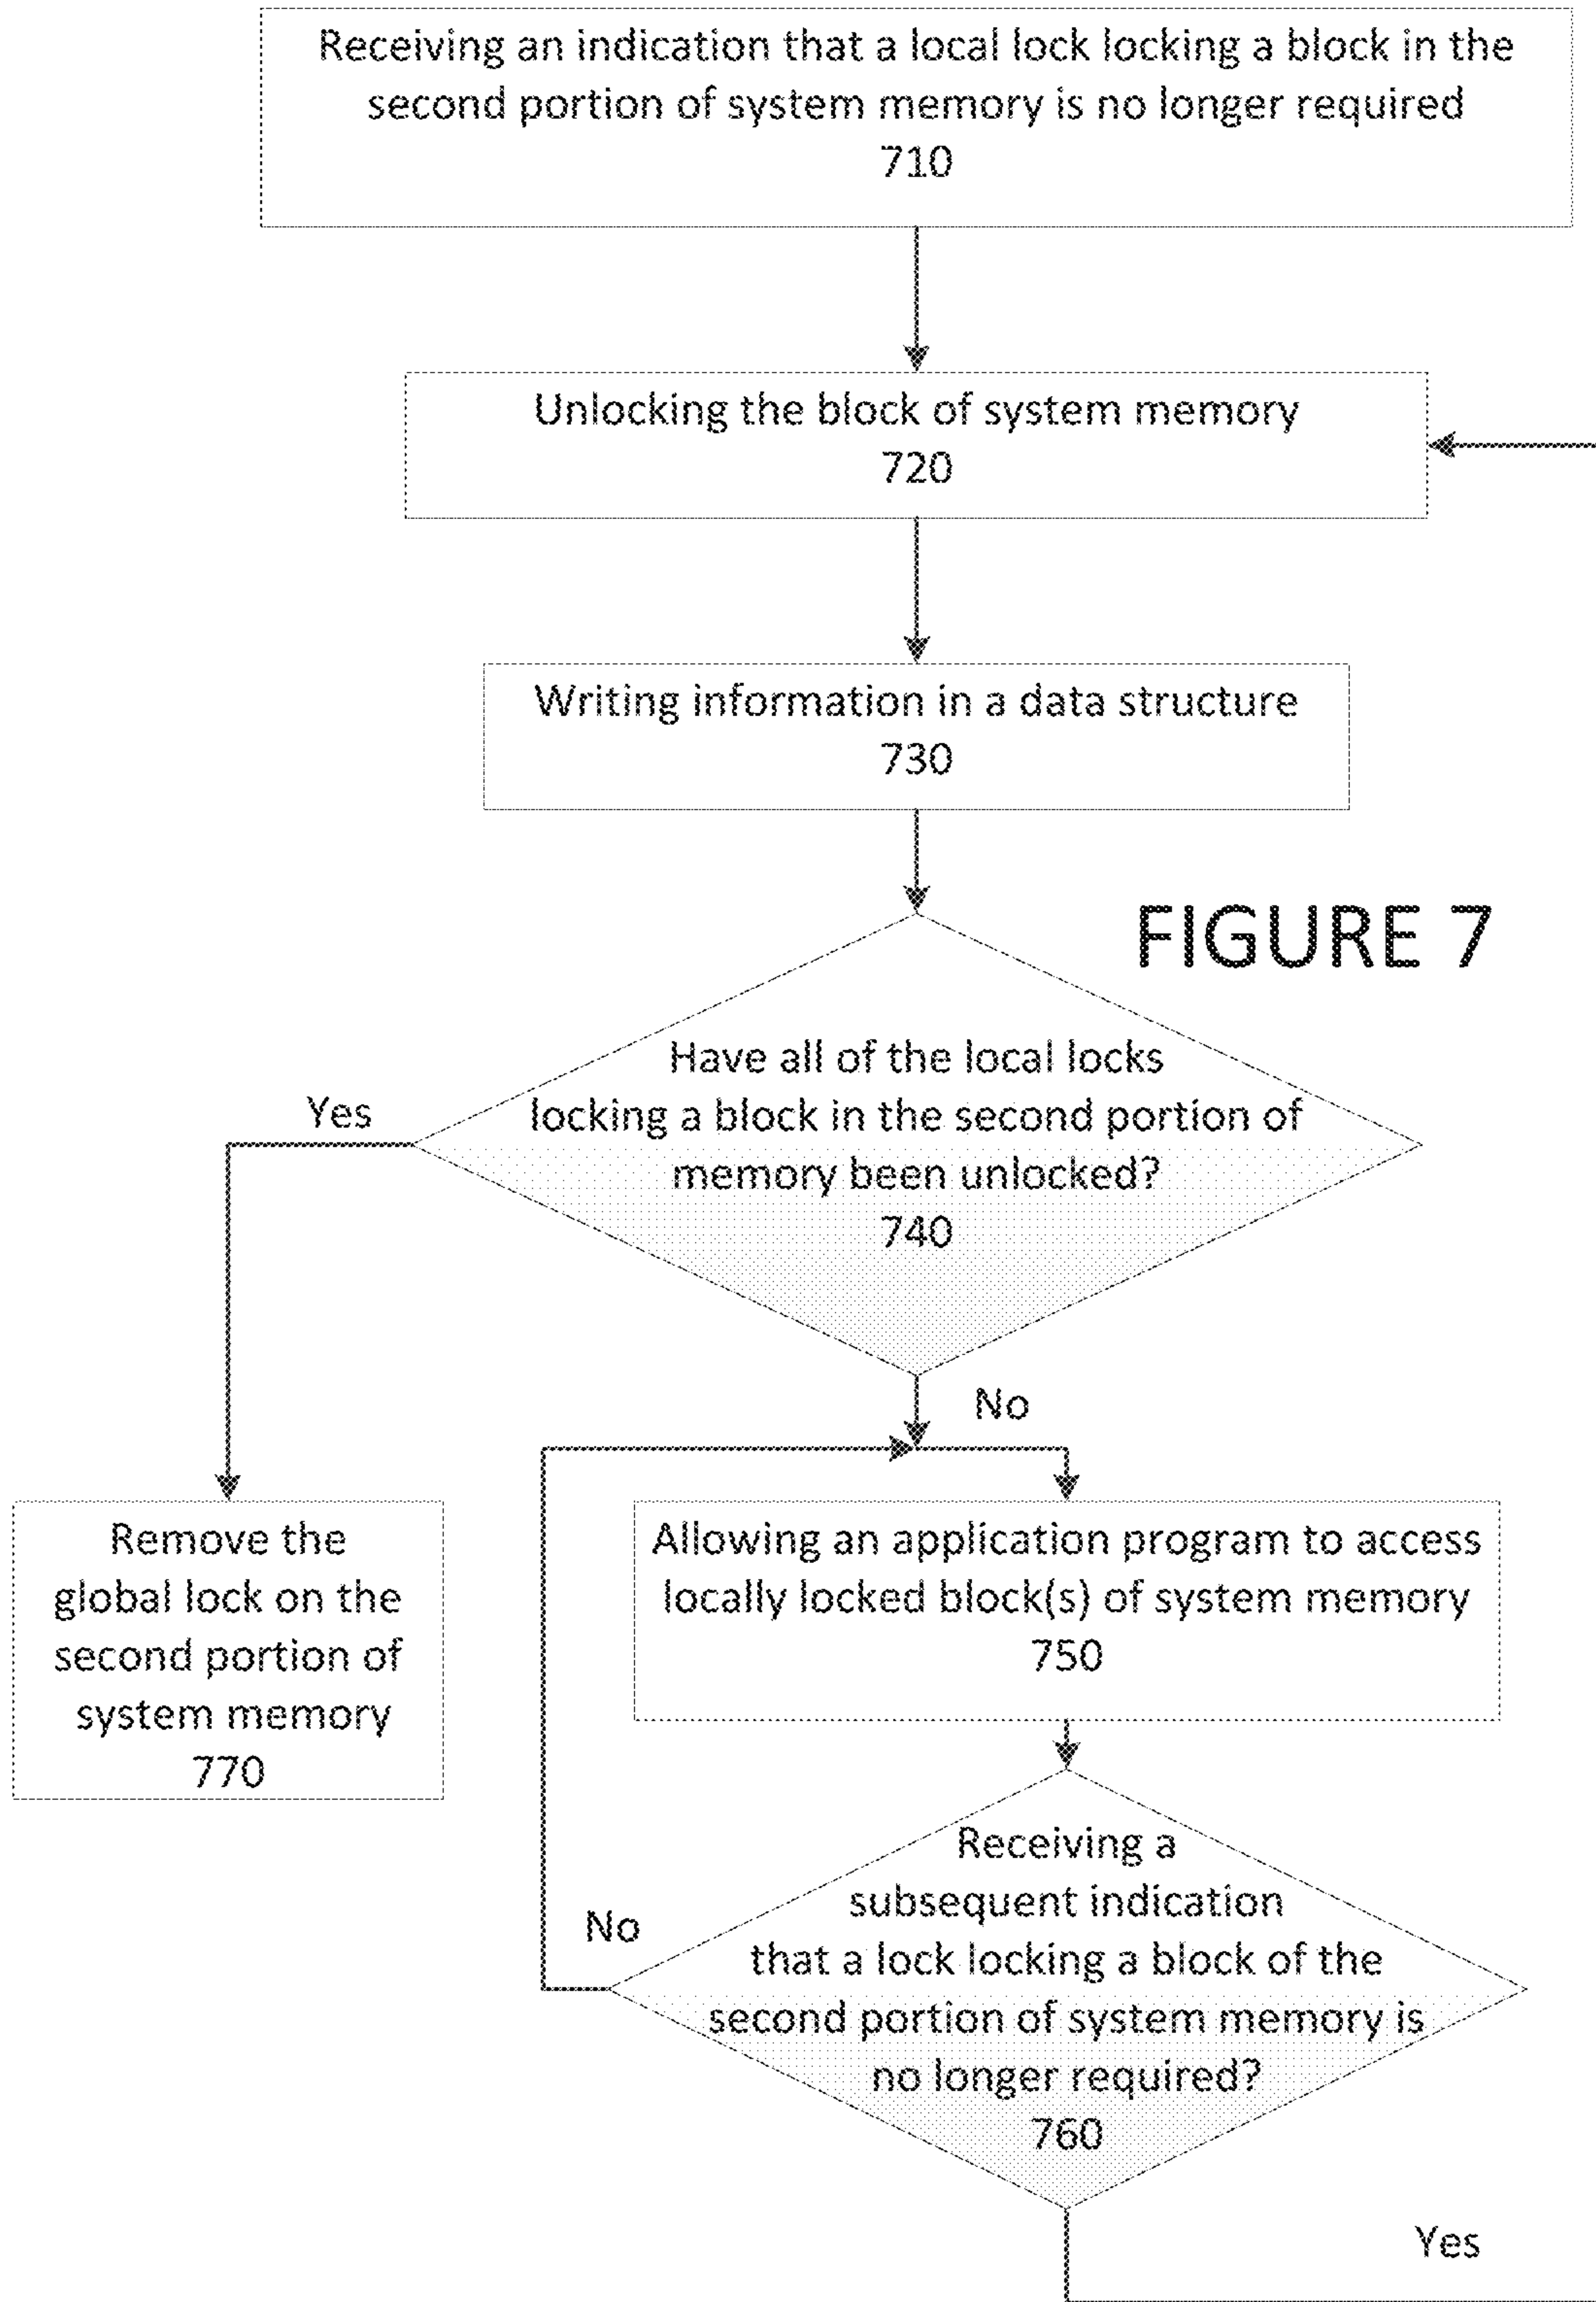 Receiving an indication that a local lock locking a block in the
second portion of system memory is no longer required
710
Unlocking the block of system memory
720
Writing information in a data structure
730
FIGURE 7
Have all of the local locks
locking a block in the second portion of
memory been unlocked?
740
Yes
No
Remove the
global lock on the
second portion of
system memory
770
Allowing an application program to access
locally locked block(s) of system memory
750
Receiving a
subsequent indication
that a lock locking a block of the
second portion of system memory is
no longer required?
760
No
Yes